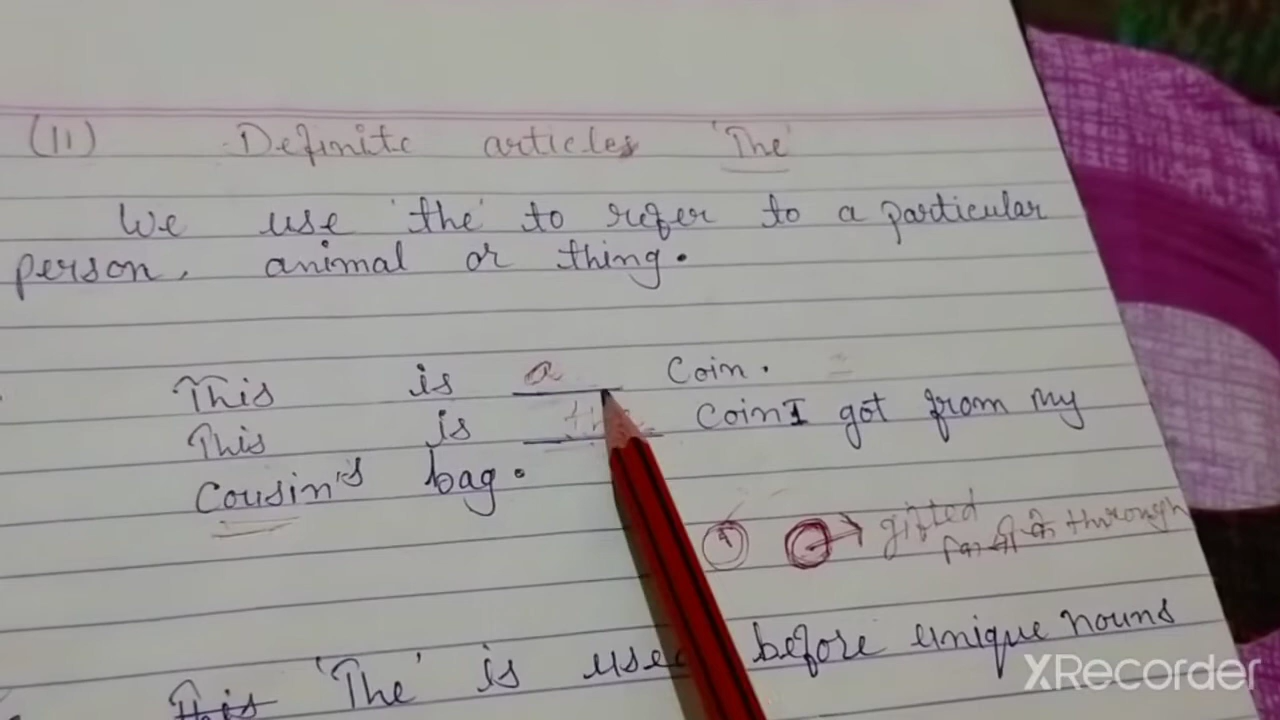 (11) Definite articles 'The'
We use 'the' to refer to a particular
person, animal or thing.
This is a Coin.
This is the Coin I got from my
Cousin's bag.
gifted
through
This 'The' is used before unique nouns
XRecorder